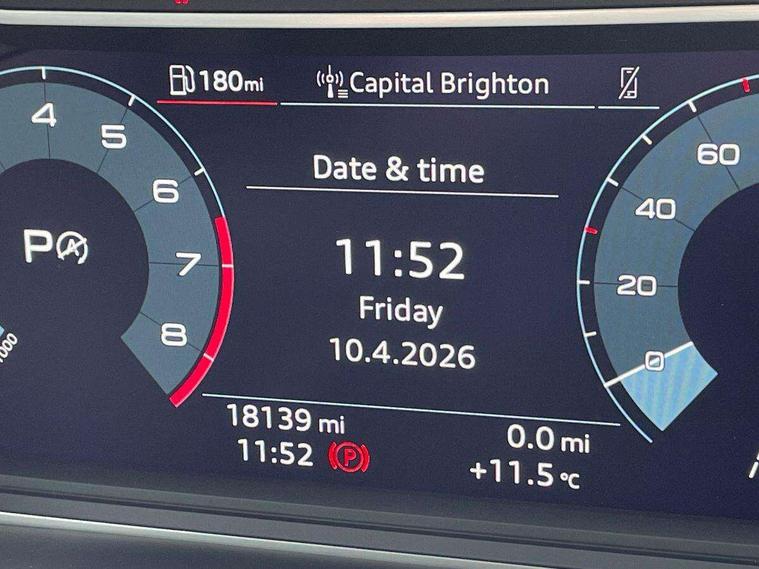 180mi
Capital Brighton
Date & time
11:52
Friday
10.4.2026
4
5
6
7
8
P
A
000
60
40
20
0
18139 mi
11:52
P
0.0 mi
+11.5°C